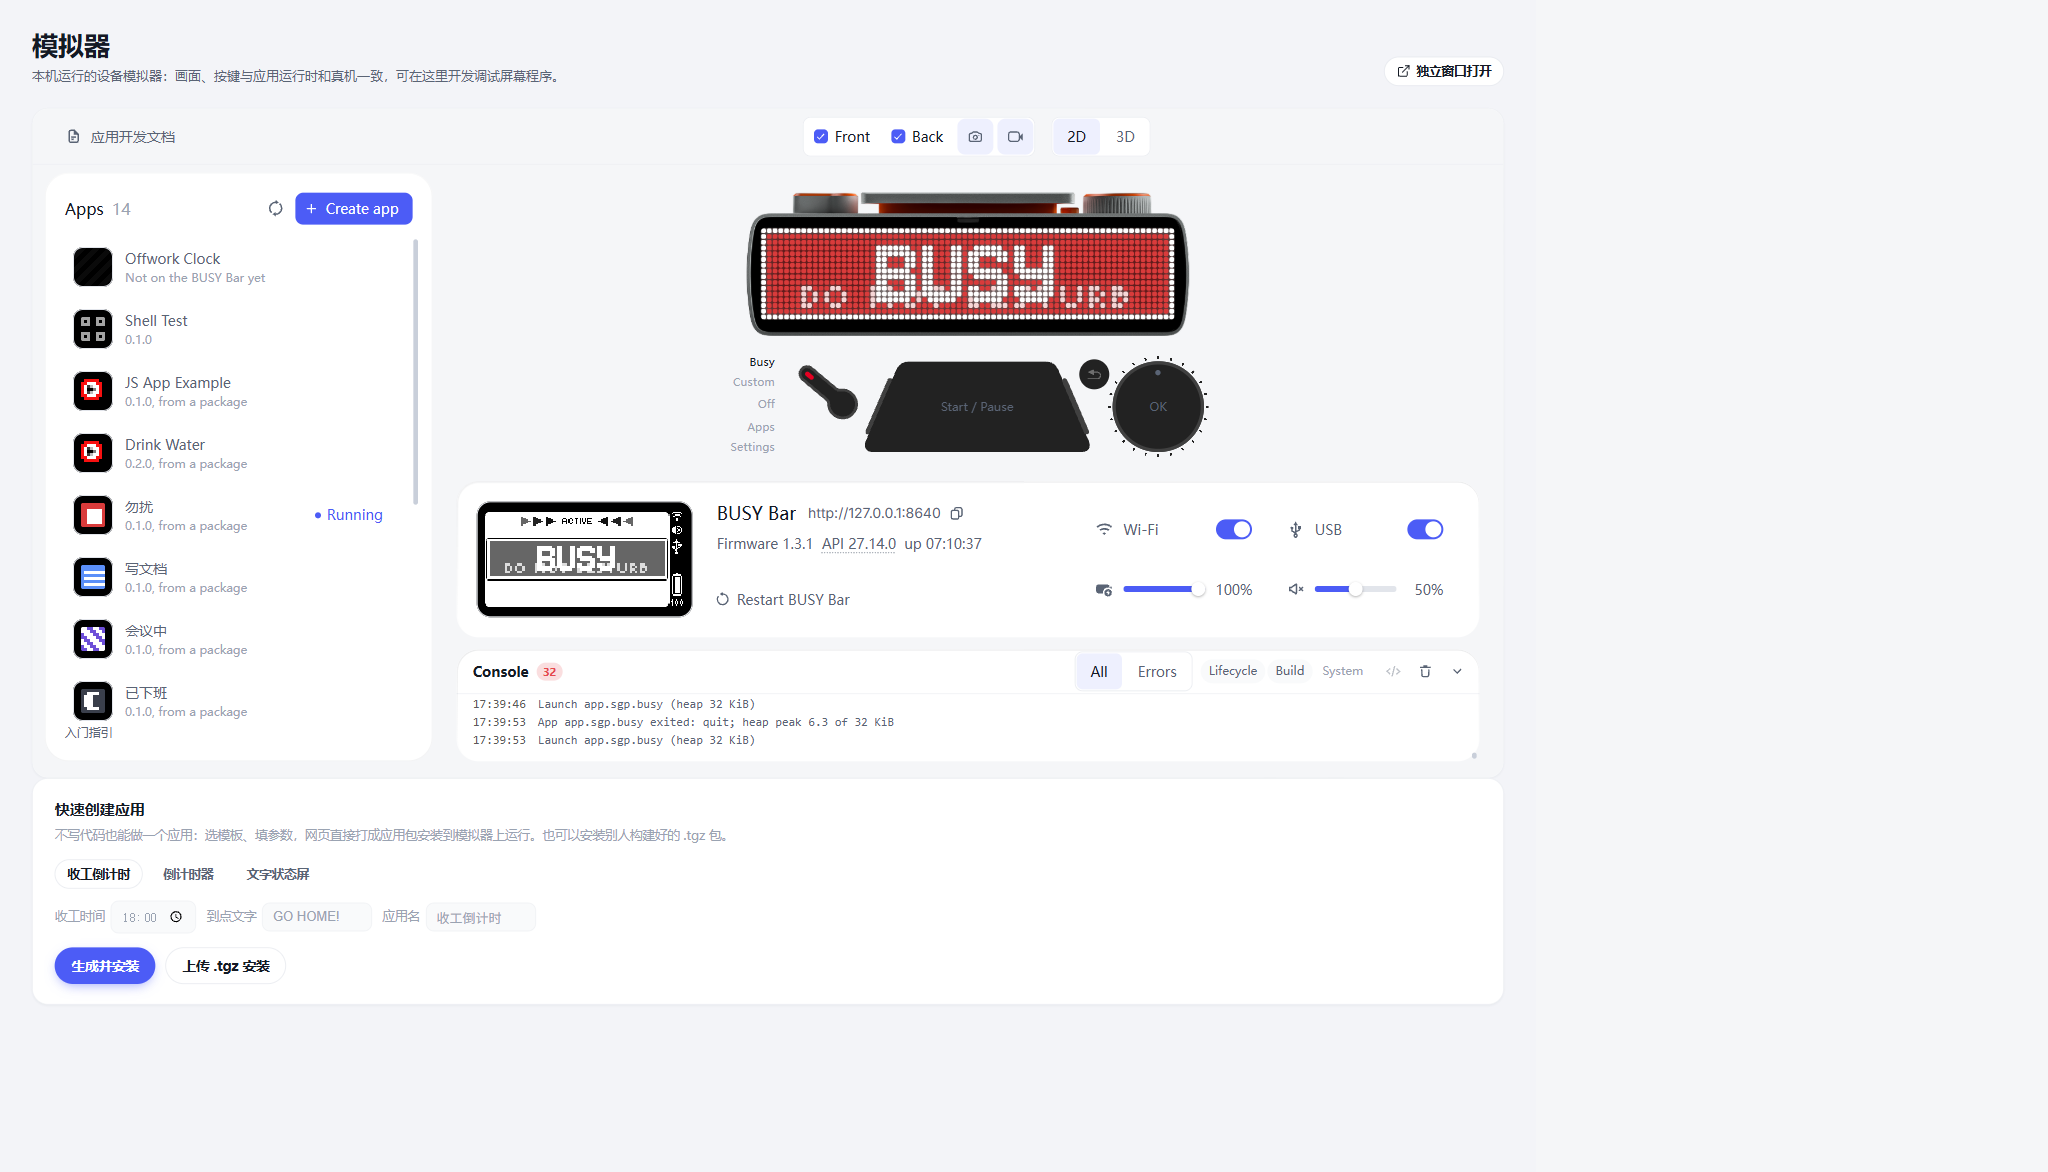 模拟器
本机运行的设备模拟器：画面、按键与应用运行时和真机一致，可在这里开发调试屏幕程序。
独立窗口打开
应用开发文档
Front
Back
2D
3D
Apps 14
+ Create app
Offwork Clock
Not on the BUSY Bar yet
Shell Test
0.1.0
JS App Example
0.1.0, from a package
Drink Water
0.2.0, from a package
勿扰
0.1.0, from a package
Running
写文档
0.1.0, from a package
会议中
0.1.0, from a package
已下班
0.1.0, from a package
入门指引
BUSY
DO URB
Busy
Custom
Off
Apps
Settings
Start / Pause
OK
ACTIVE
BUSY
DO URB
100
BUSY Bar http://127.0.0.1:8640
Firmware 1.3.1 API 27.14.0 up 07:10:37
Restart BUSY Bar
Wi-Fi
USB
100%
50%
Console 32
All
Errors
Lifecycle
Build
System
17:39:46 Launch app.sgp.busy (heap 32 KiB)
17:39:53 App app.sgp.busy exited: quit; heap peak 6.3 of 32 KiB
17:39:53 Launch app.sgp.busy (heap 32 KiB)
快速创建应用
不写代码也能做一个应用：选模板、填参数，网页直接打成应用包安装到模拟器上运行。也可以安装别人构建好的 .tgz 包。
收工倒计时
倒计时器
文字状态屏
收工时间 18:00 到点文字 GO HOME! 应用名 收工倒计时
生成并安装
上传 .tgz 安装